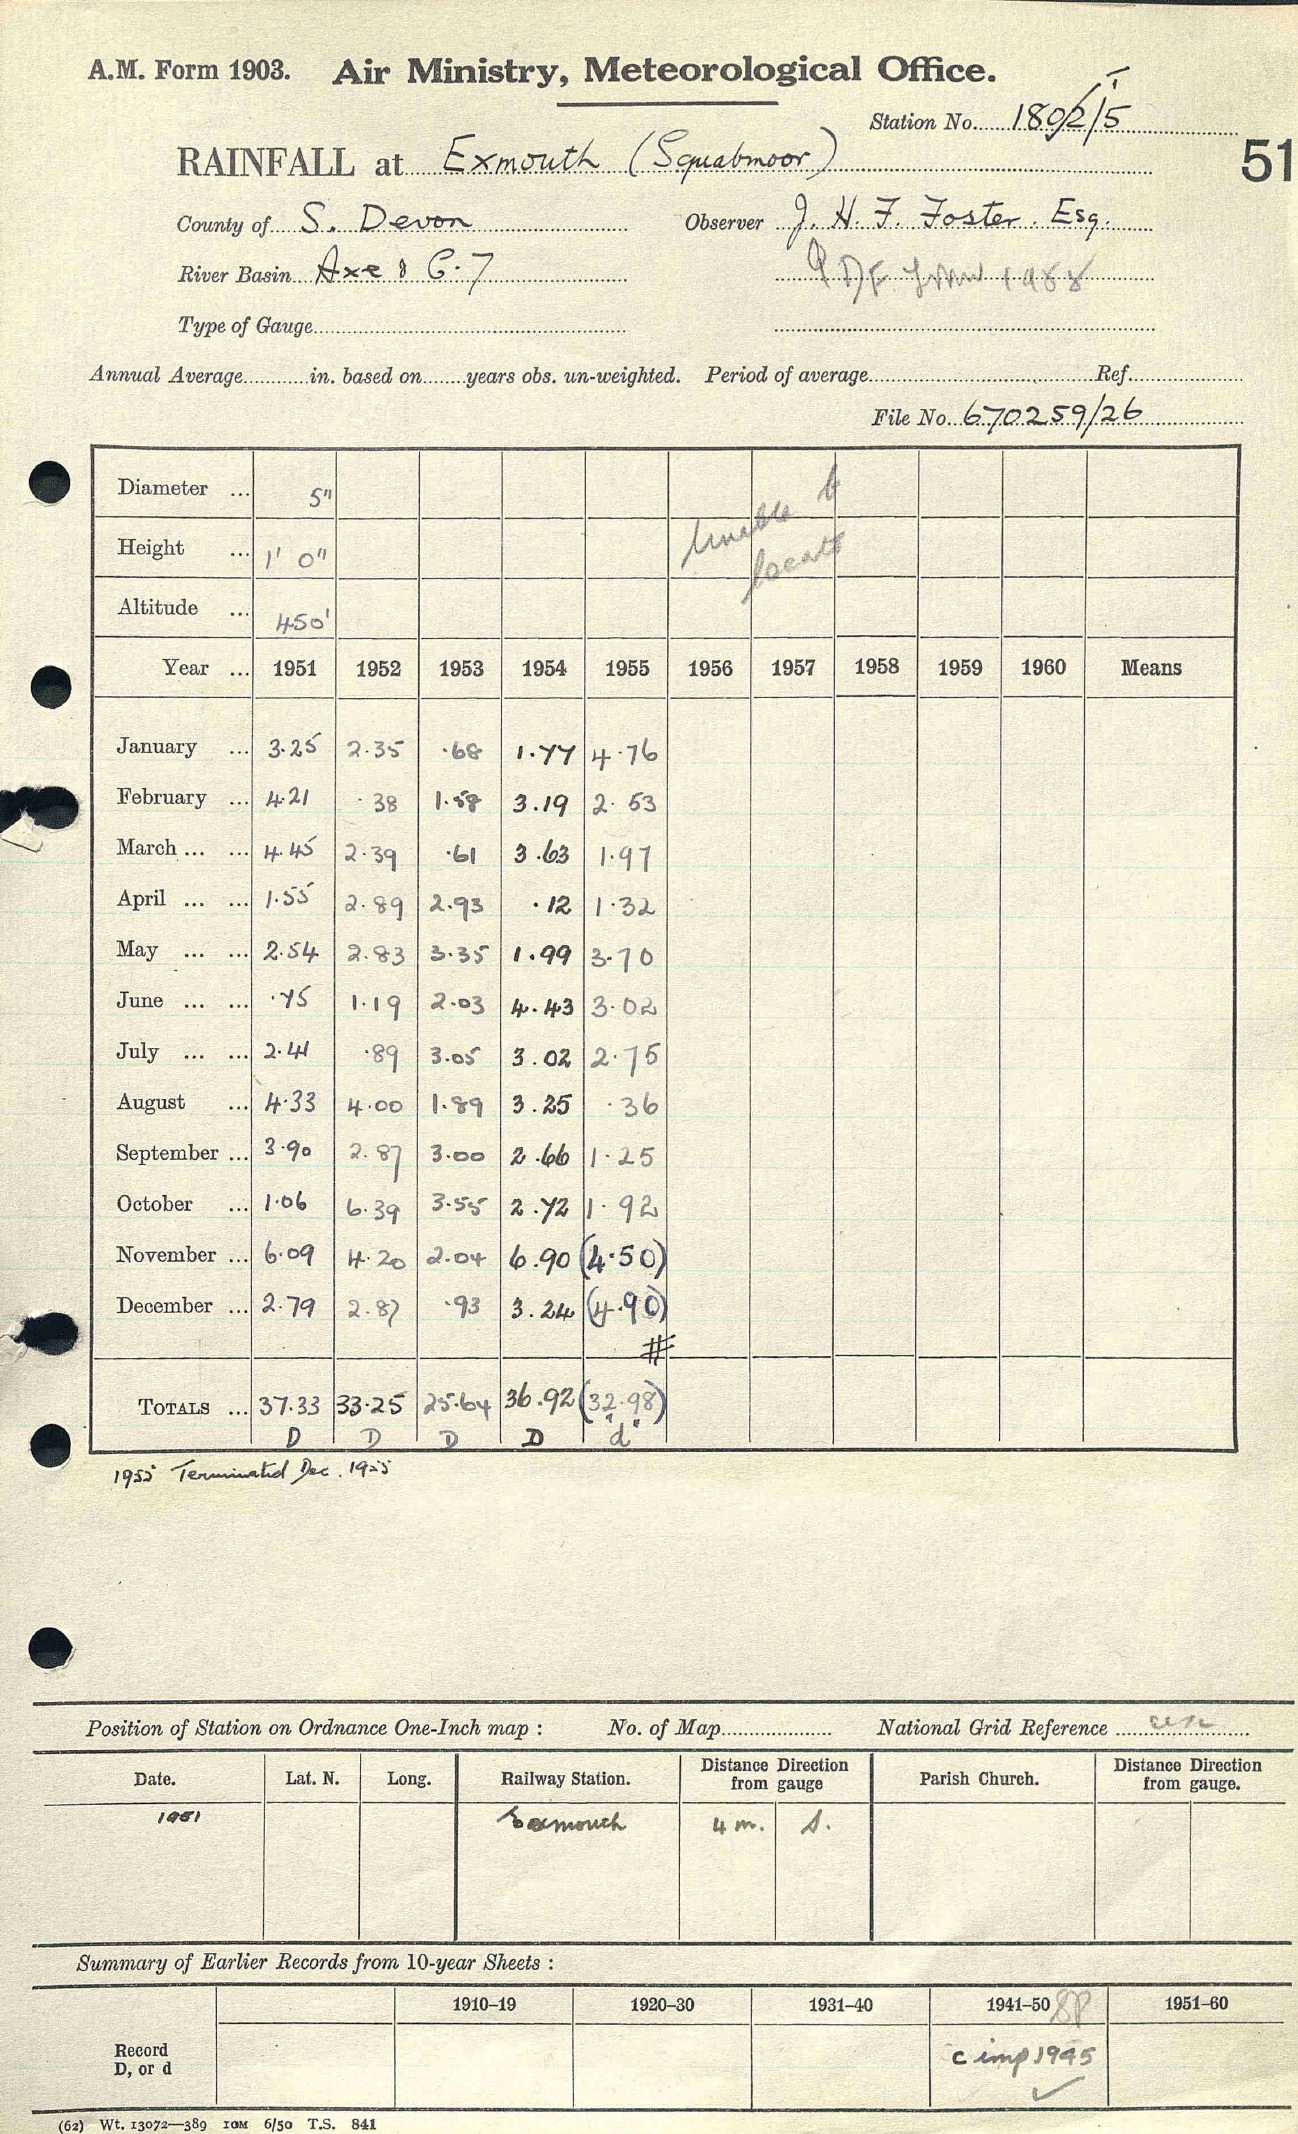 A.M. Form 1903. Air Ministry, Meteorological Office.
Station No. 1802/5
51
RAINFALL at Exmouth (Squabmoor)
County of S. Devon Observer J. H. F. Foster. Esq.
River Basin Axe & C. 7
Type of Gauge
Annual Average in. based on years obs. un-weighted. Period of average Ref.
File No. 670259/26
Diameter ... 5"
Height ... 1' 0"
Unable to
locate
Altitude ... 450'
Year ... 1951 1952 1953 1954 1955 1956 1957 1958 1959 1960 Means
January ... 3.25 2.35 .68 1.77 4.76
February ... 4.21 .38 1.58 3.19 2.53
March ... ... 4.45 2.39 .61 3.63 1.97
April ... ... 1.55 2.89 2.93 .12 1.32
May ... ... 2.54 2.83 3.35 1.99 3.70
June ... ... .75 1.19 2.03 4.43 3.02
July ... ... 2.41 .89 3.05 3.02 2.75
August ... 4.33 4.00 1.89 3.25 .36
September ... 3.90 2.87 3.00 2.66 1.25
October ... 1.06 6.39 3.55 2.72 1.92
November ... 6.09 4.20 2.04 6.90 (4.50)
December ... 2.79 2.87 .93 3.24 (4.90)
#
TOTALS ... 37.33 33.25 25.64 36.92 (32.98)
D D D D "d"
1955 Terminated Dec. 1955
Position of Station on Ordnance One-Inch map : No. of Map National Grid Reference
Date. Lat. N. Long. Railway Station. Distance Direction from gauge Parish Church. Distance Direction from gauge.
1951 Exmouth 4 m. S.
Summary of Earlier Records from 10-year Sheets :
1910-19 1920-30 1931-40 1941-50 1951-60
Record
D, or d
c imp 1945
(62) Wt. 13072—389 10M 6/50 T.S. 841